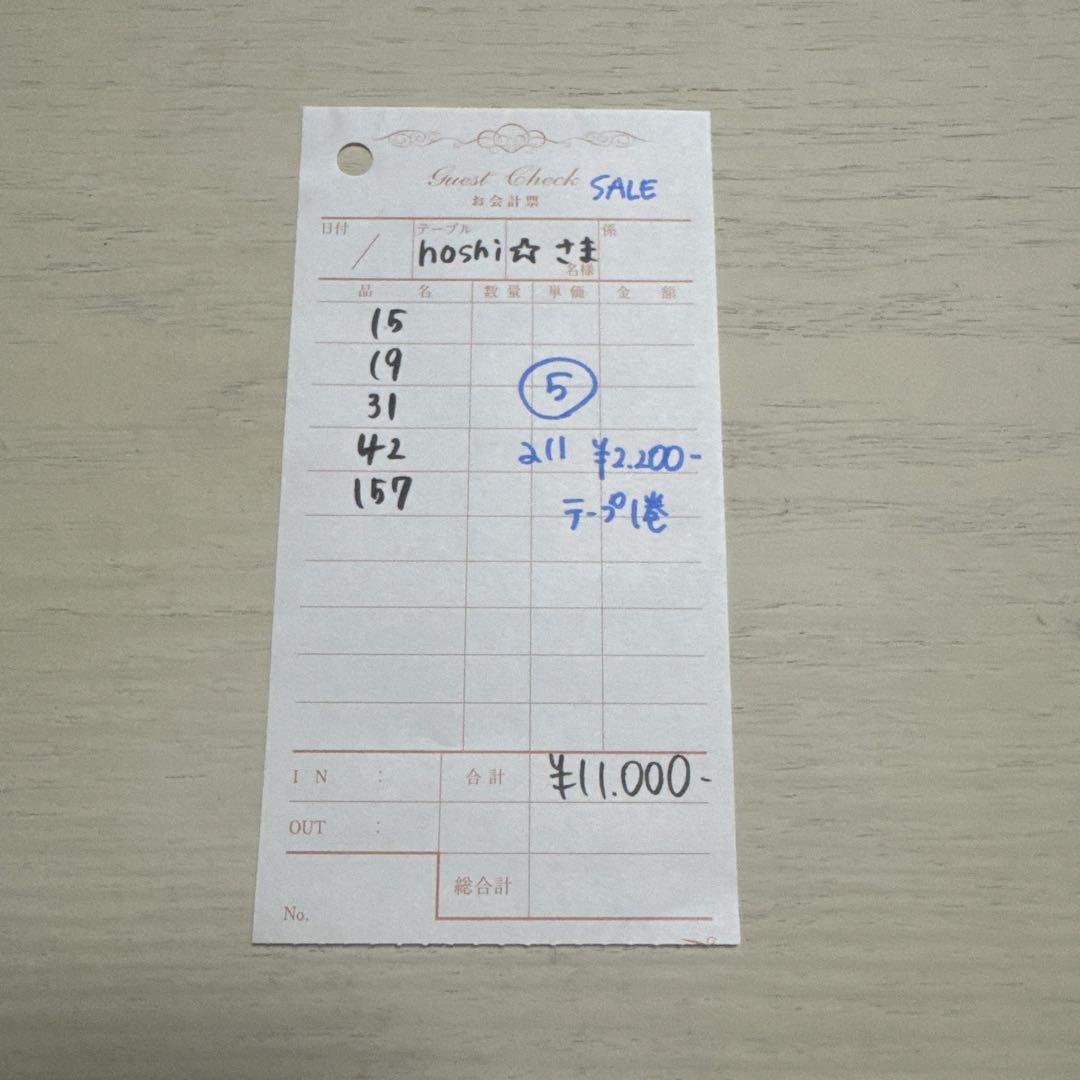 Guest Check SALE
お会計票
日付 テーブル 係
/ hoshi☆ さま
名様
品名 数量 単価 金額
15
19
⑤
31
42
all ¥2.200-
157
テープ1巻
IN : 合計 ¥11.000-
OUT :
総合計
No.